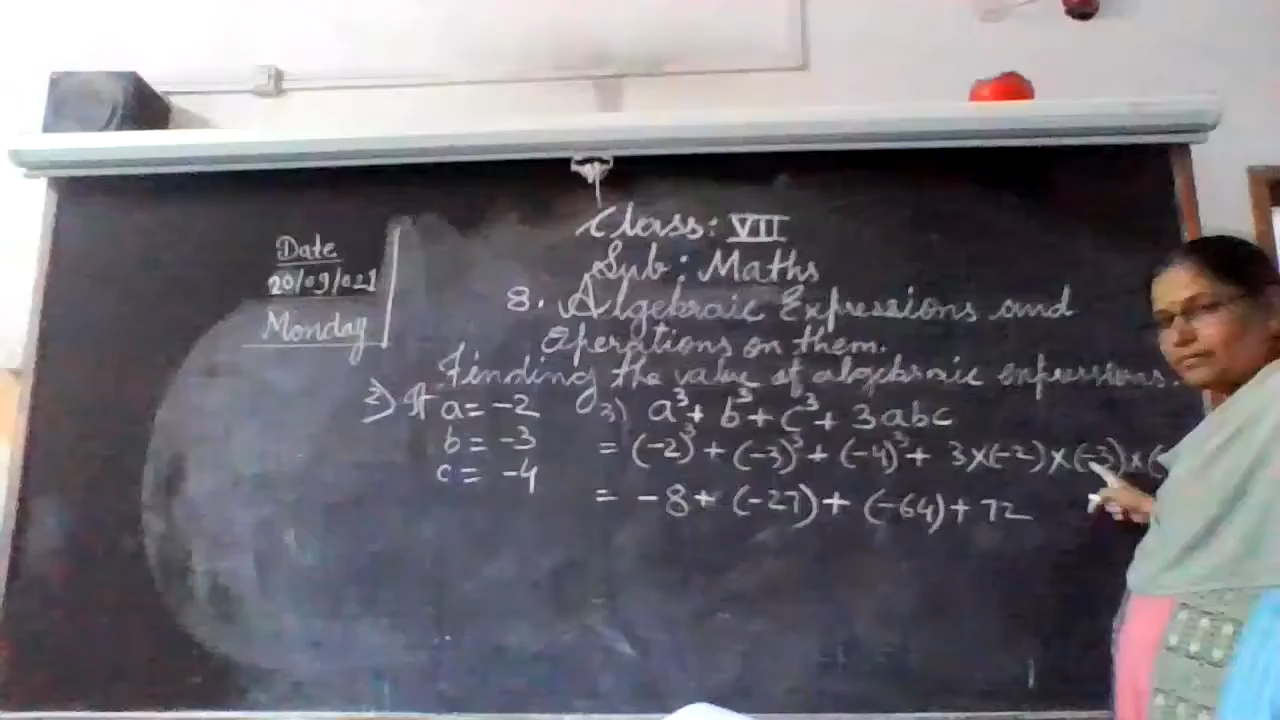 Date
20/09/021
Monday
Class: VII
Sub: Maths
8. Algebraic Expressions and
Operations on them.
Finding the value of algebraic expressions.
2) If a = -2
b = -3
c = -4
3) a³ + b³ + c³ + 3abc
= (-2)³ + (-3)³ + (-4)³ + 3×(-2)×(-3)×(
= -8 + (-27) + (-64) + 72